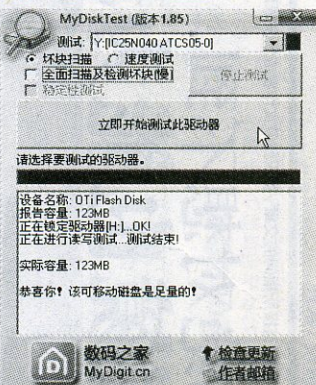 MyDiskTest (版本1.85)
测试: Y:[IC25N040 ATCS05-0]
坏块扫描 速度测试
全面扫描及检测坏块(慢)
稳定性测试
停止测试
立即开始测试此驱动器
请选择要测试的驱动器。
设备名称: OTi Flash Disk
报告容量: 123MB
正在锁定驱动器[H:]...OK!
正在进行读写测试...测试结束!
实际容量: 123MB
恭喜你! 该可移动磁盘是足量的!
数码之家
MyDigit.cn
检查更新
作者邮箱